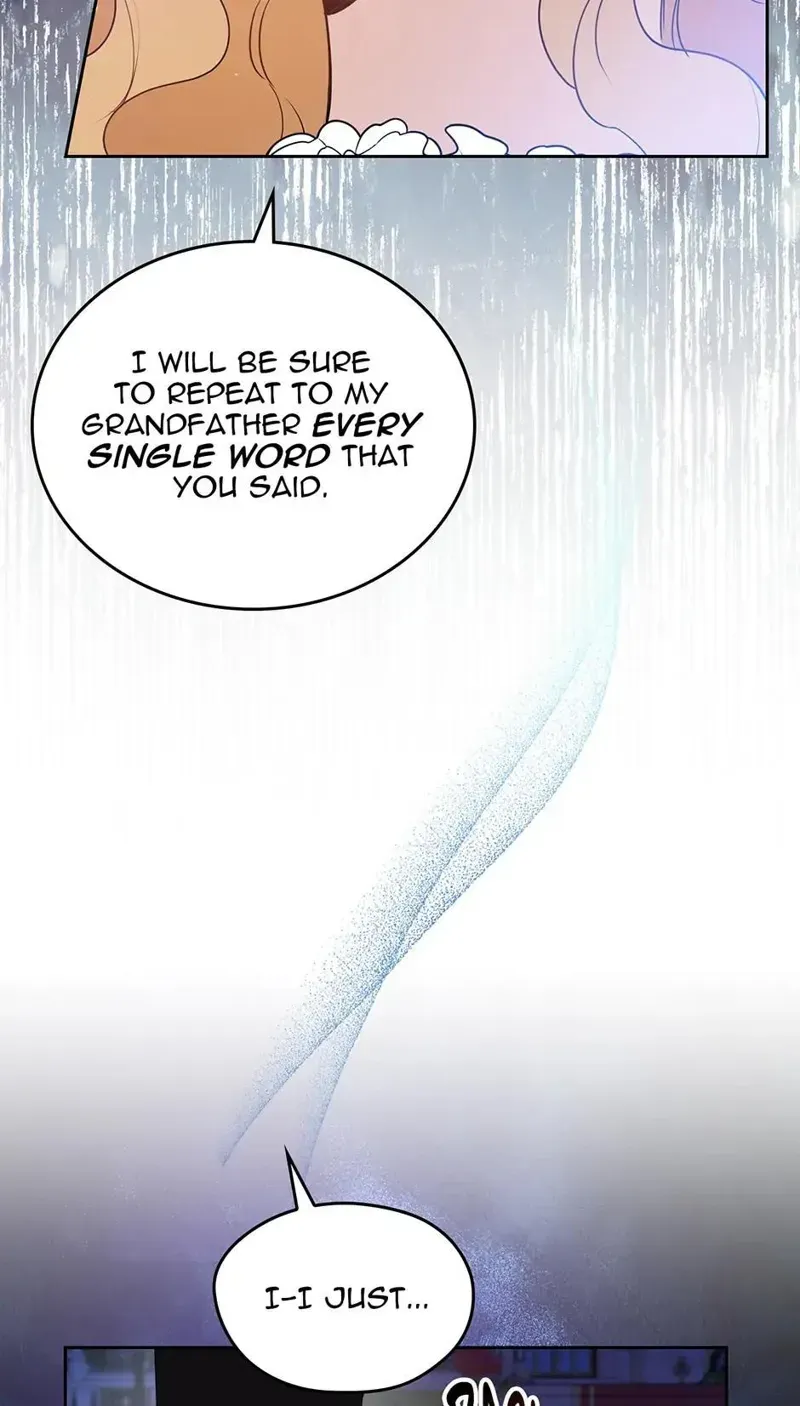 I WILL BE SURE
TO REPEAT TO MY
GRANDFATHER EVERY
SINGLE WORD THAT
YOU SAID.
I-I JUST...